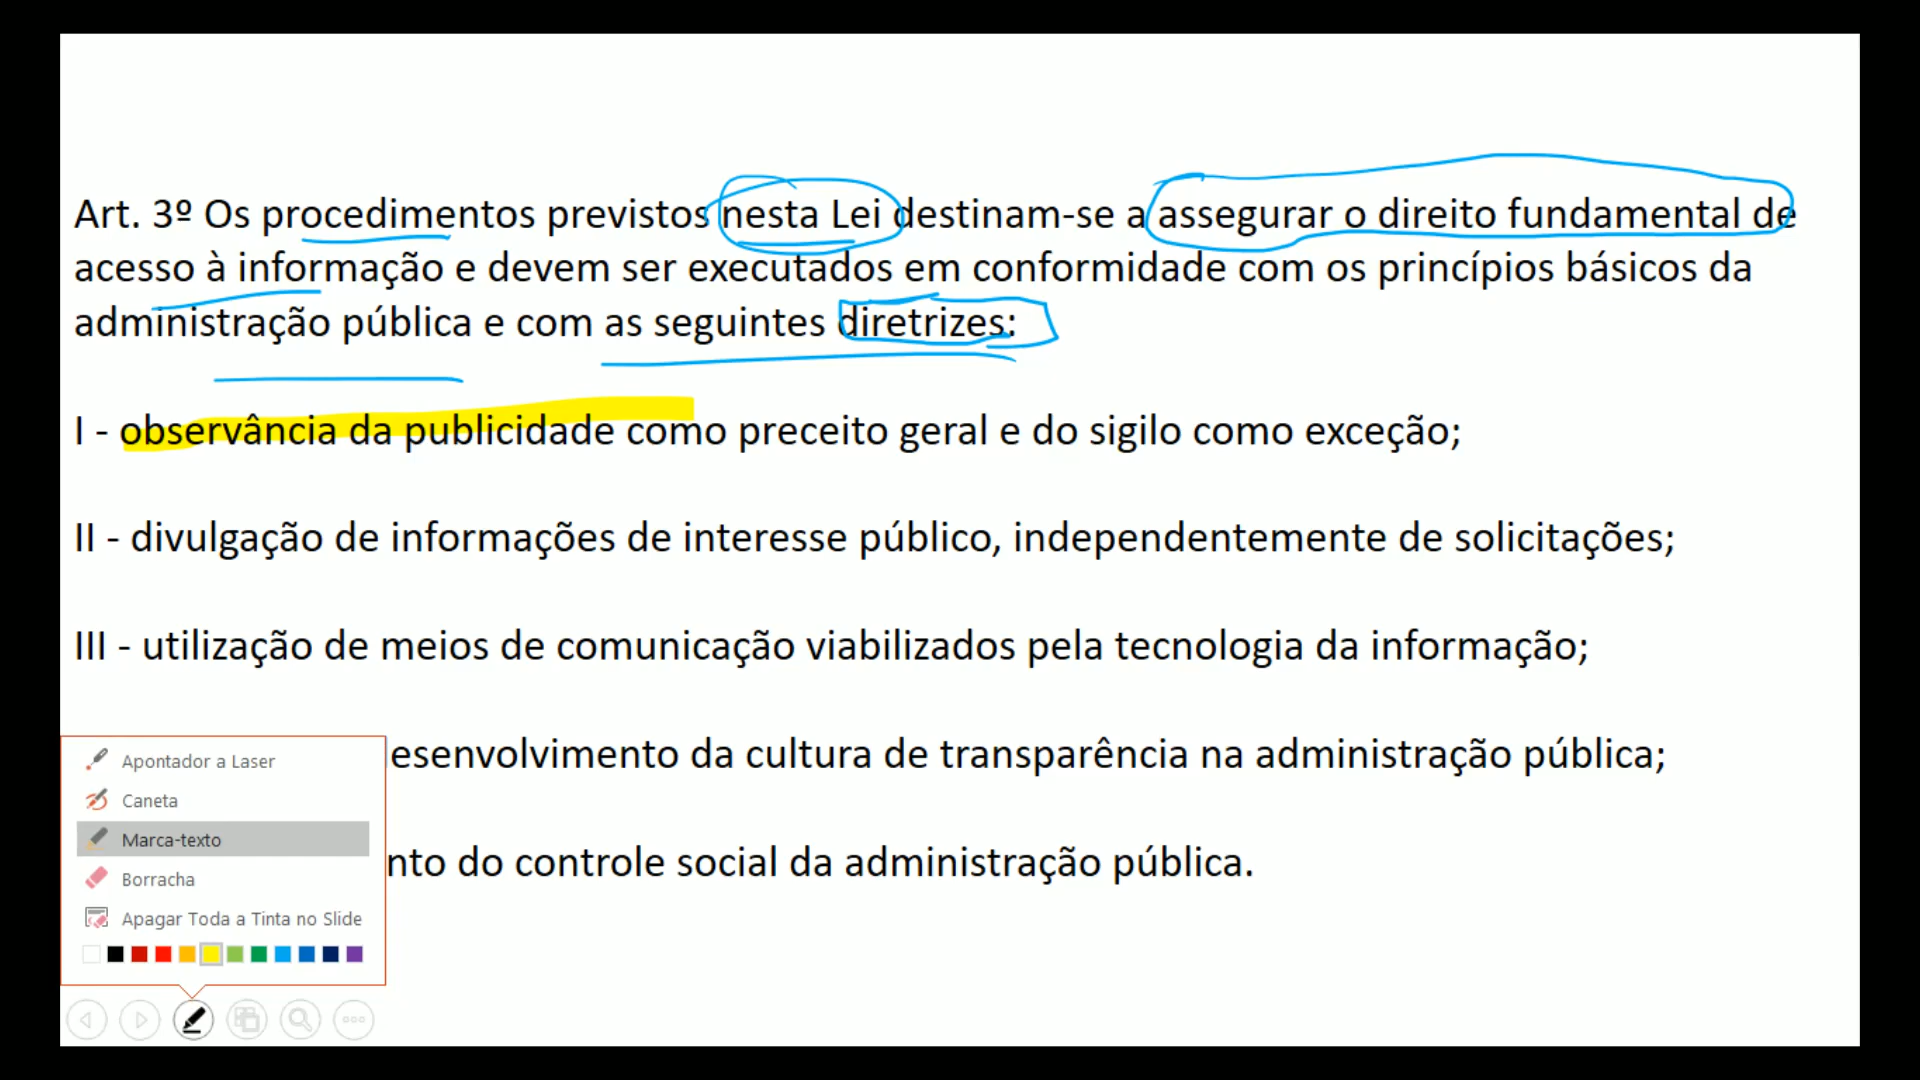 Art. 3º Os procedimentos previstos nesta Lei destinam-se a assegurar o direito fundamental de
acesso à informação e devem ser executados em conformidade com os princípios básicos da
administração pública e com as seguintes diretrizes:
I - observância da publicidade como preceito geral e do sigilo como exceção;
II - divulgação de informações de interesse público, independentemente de solicitações;
III - utilização de meios de comunicação viabilizados pela tecnologia da informação;
esenvolvimento da cultura de transparência na administração pública;
nto do controle social da administração pública.
Apontador a Laser
Caneta
Marca-texto
Borracha
Apagar Toda a Tinta no Slide